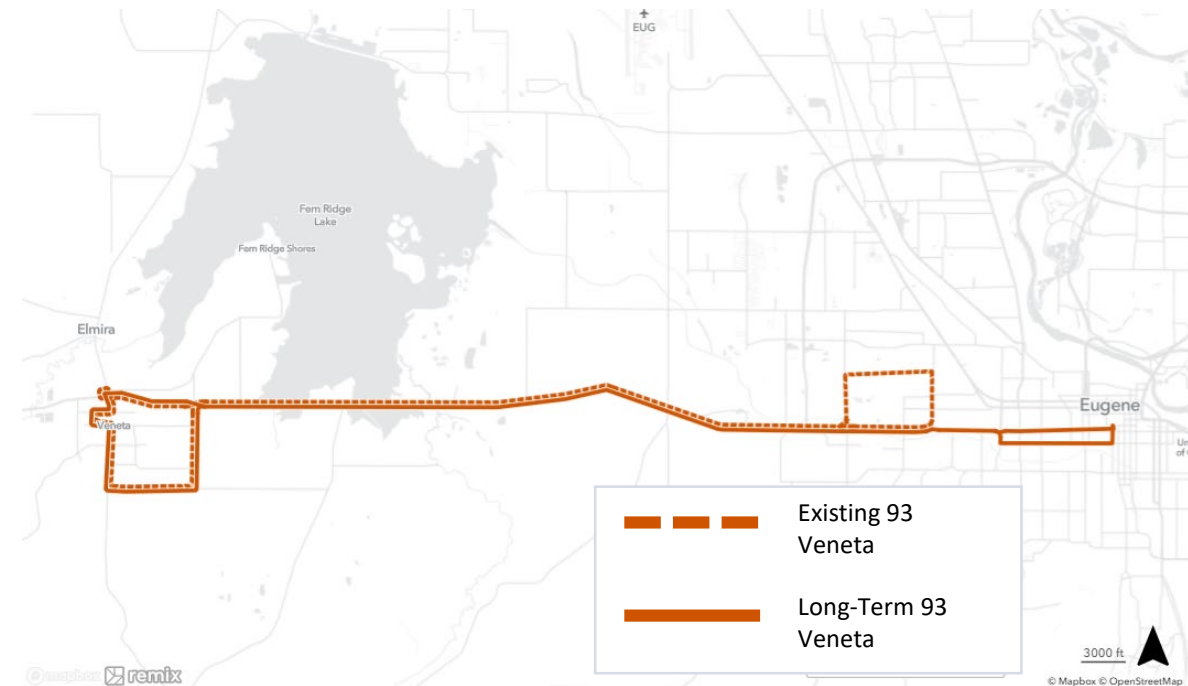 EUG
Fern Ridge
Lake
Fern Ridge Shores
Elmira
Veneta
Eugene
Existing 93
Veneta
Long-Term 93
Veneta
3000 ft
mapbox remix
© Mapbox © OpenStreetMap